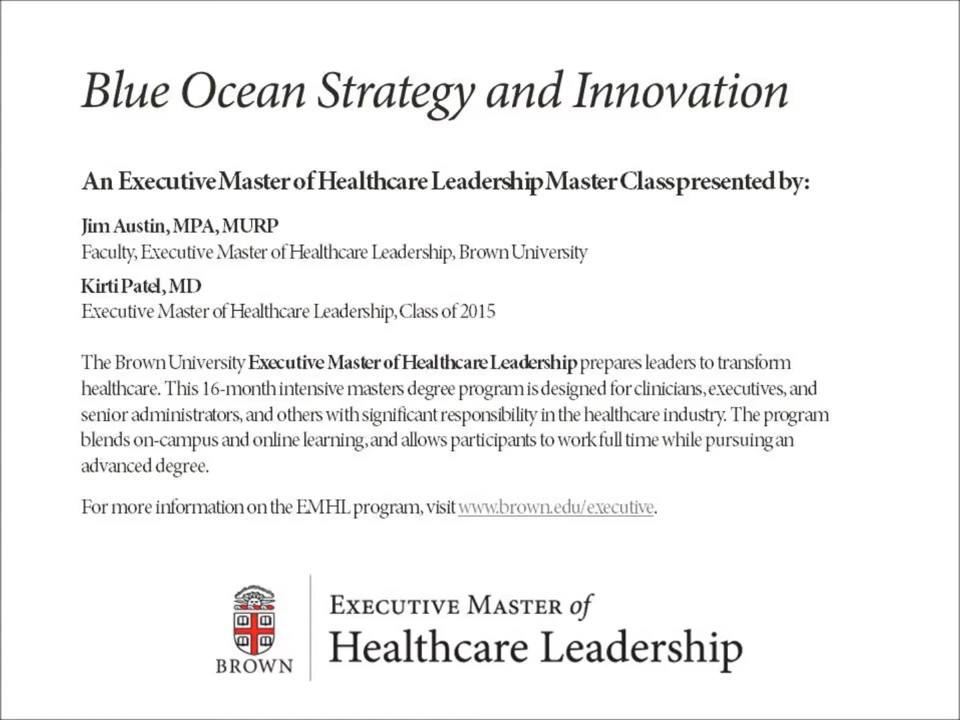 Blue Ocean Strategy and Innovation
An Executive Master of Healthcare Leadership Master Class presented by:
Jim Austin, MPA, MURP
Faculty, Executive Master of Healthcare Leadership, Brown University
Kirti Patel, MD
Executive Master of Healthcare Leadership, Class of 2015
The Brown University Executive Master of Healthcare Leadership prepares leaders to transform
healthcare. This 16-month intensive masters degree program is designed for clinicians, executives, and
senior administrators, and others with significant responsibility in the healthcare industry. The program
blends on-campus and online learning, and allows participants to work full time while pursuing an
advanced degree.
For more information on the EMHL program, visit www.brown.edu/executive.
BROWN
EXECUTIVE MASTER of
Healthcare Leadership